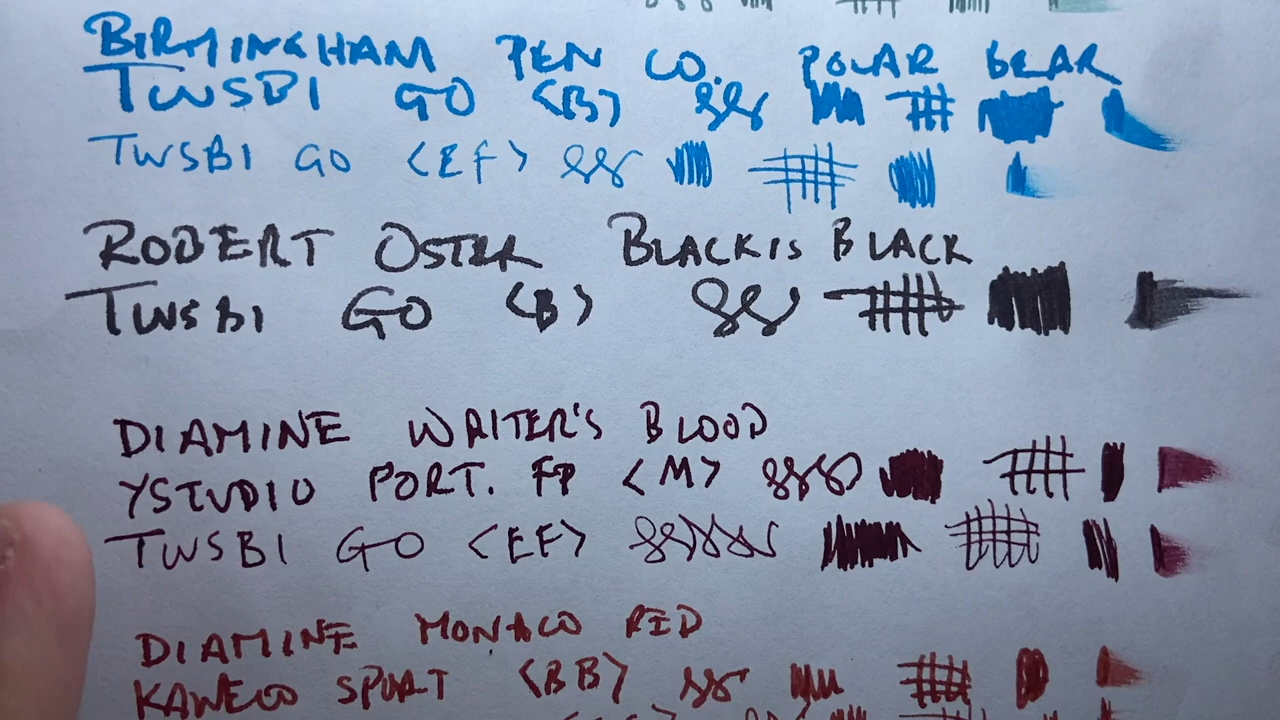 BIRMINGHAM PEN CO. POLAR BEAR
TWSBI GO <B>
TWSBI GO <EF>
ROBERT OSTER BLACK IS BLACK
TWSBI GO <B>
DIAMINE WRITER'S BLOOD
YSTUDIO PORT. FP <M>
TWSBI GO <EF>
DIAMINE MONACO RED
KAWECO SPORT <BB>